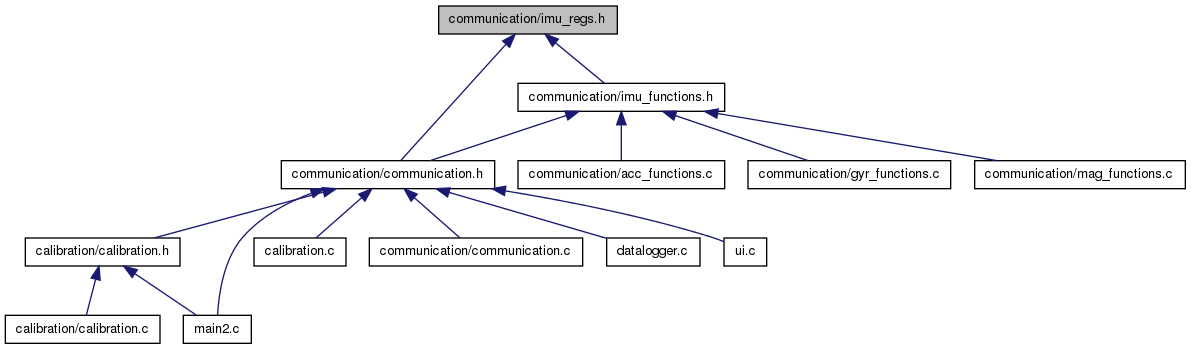 communication/imu_regs.h
communication/imu_functions.h
communication/communication.h
communication/acc_functions.c
communication/gyr_functions.c
communication/mag_functions.c
calibration/calibration.h
calibration.c
communication/communication.c
datalogger.c
ui.c
calibration/calibration.c
main2.c